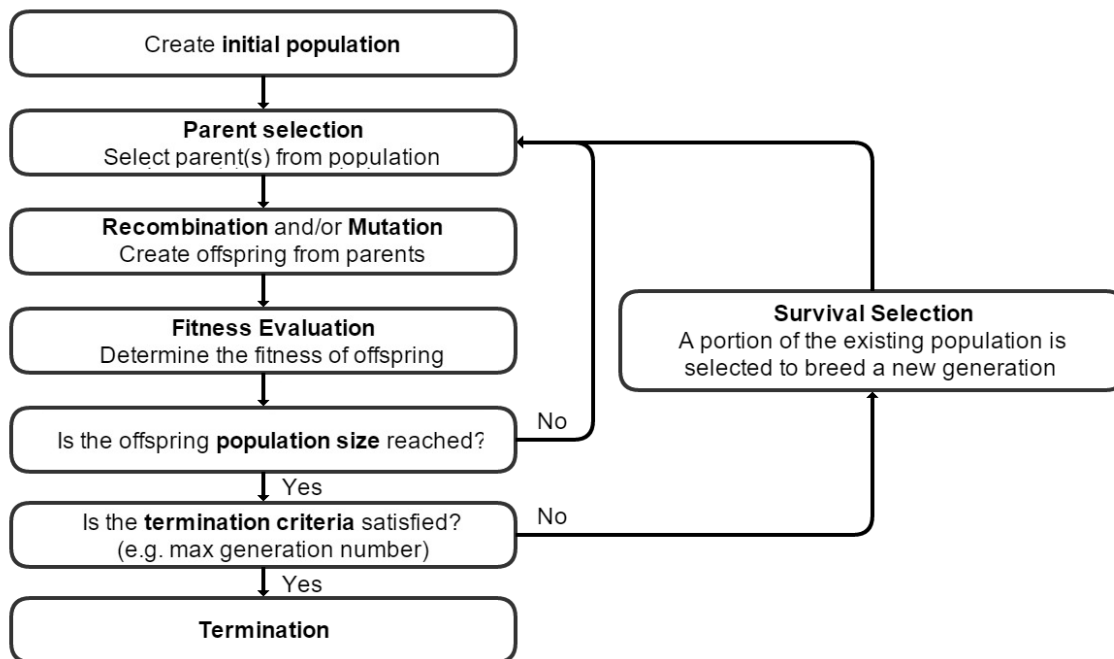 Create initial population
Parent selection
Select parent(s) from population
Recombination and/or Mutation
Create offspring from parents
Fitness Evaluation
Determine the fitness of offspring
Is the offspring population size reached?
No
Yes
Is the termination criteria satisfied?
(e.g. max generation number)
No
Yes
Termination
Survival Selection
A portion of the existing population is
selected to breed a new generation